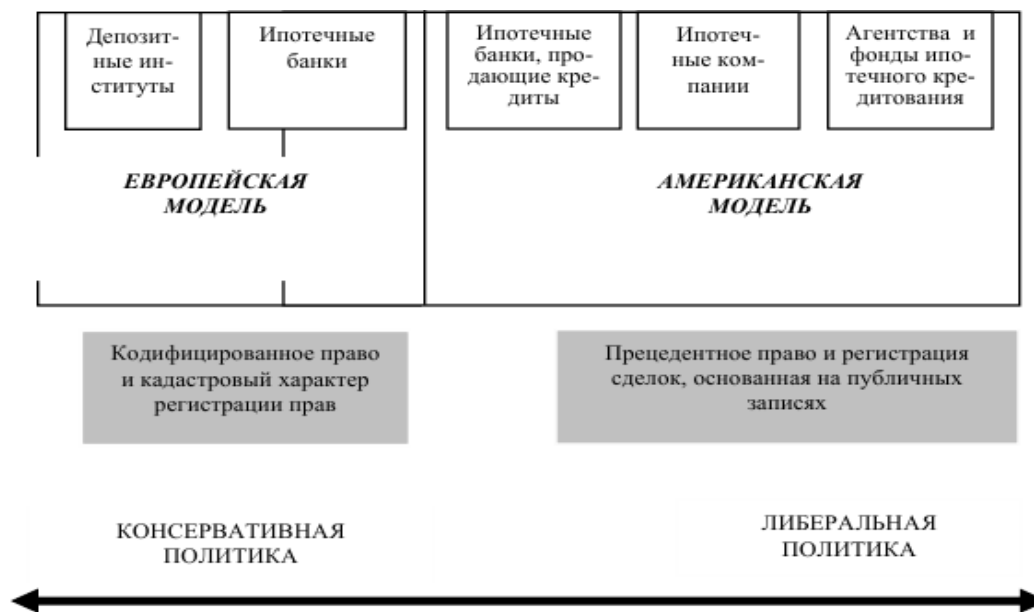 Депозит-
ные ин-
ституты
Ипотечные
банки
Ипотечные
банки, про-
дающие кре-
диты
Ипотеч-
ные ком-
пании
Агентства и
фонды ипо-
течного кре-
дитования
ЕВРОПЕЙСКАЯ
МОДЕЛЬ
АМЕРИКАНСКАЯ
МОДЕЛЬ
Кодифицированное право
и кадастровый характер
регистрации прав
Прецедентное право и регистрация
сделок, основанная на публичных
записях
КОНСЕРВАТИВНАЯ
ПОЛИТИКА
ЛИБЕРАЛЬНАЯ
ПОЛИТИКА